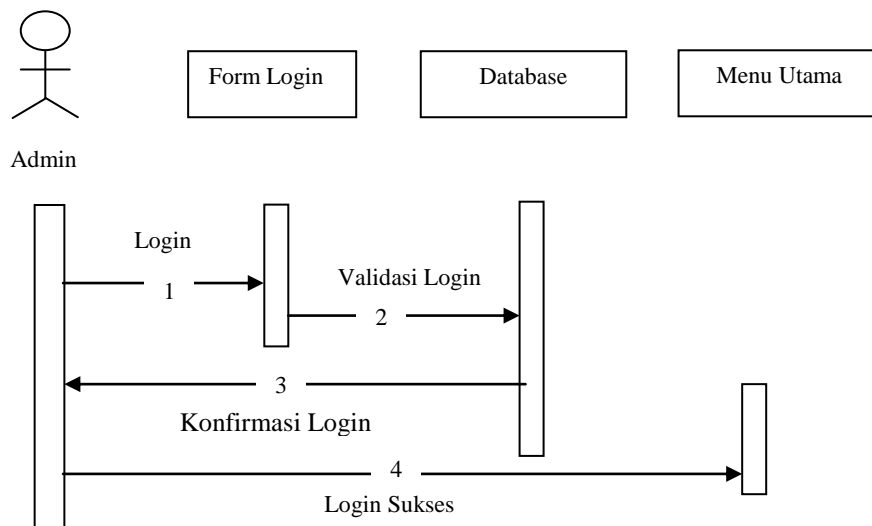 Form Login
Database
Menu Utama
Admin
Login
1
Validasi Login
2
3
Konfirmasi Login
4
Login Sukses